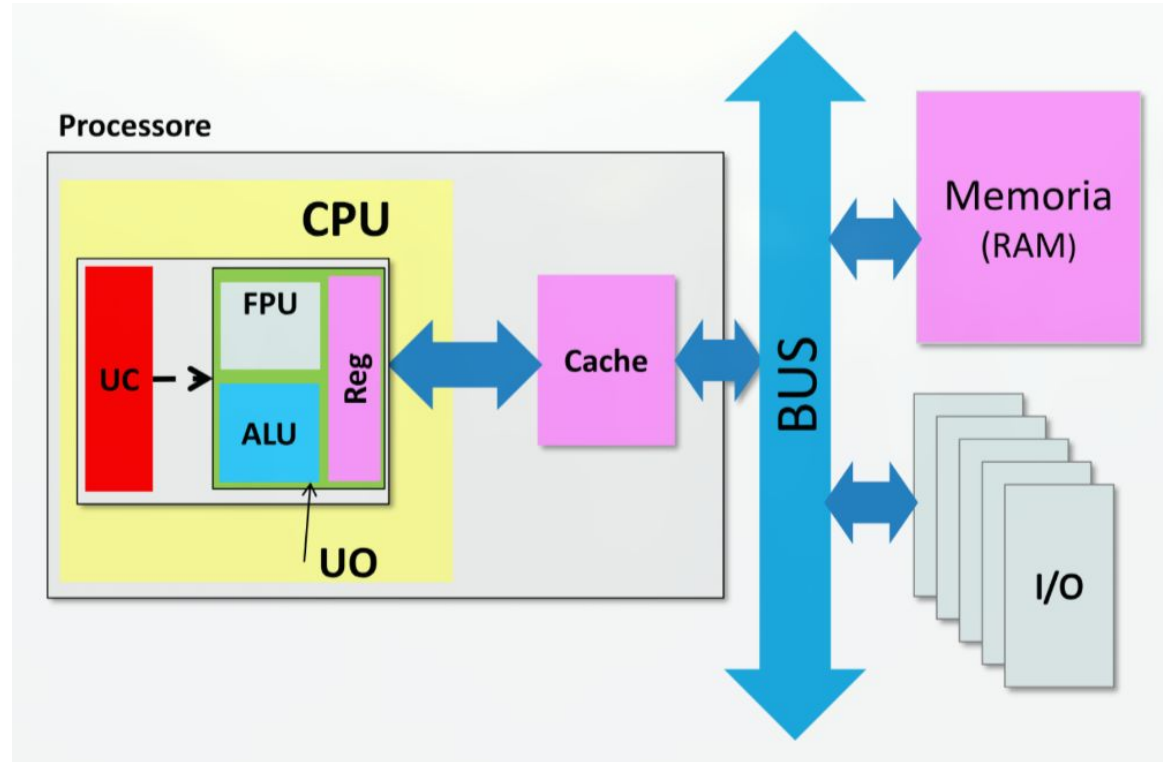 Processore
CPU
UC
FPU
ALU
Reg
UO
Cache
BUS
Memoria
(RAM)
I/O